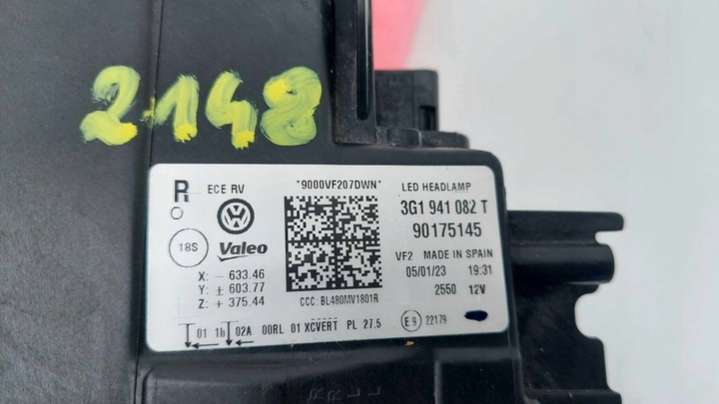 2148
R ECE RV *9000VF207DWN* LED HEADLAMP
3G1 941 082 T
90175145
18S Valeo
VF2 MADE IN SPAIN
X: - 633.46
05/01/23 19:31
Y: ± 603.77
2550 12V
Z: + 375.44
CCC: BL480MV1801R
01 1b 02A 00RL 01 XCVERT PL 27.5 E9 22179